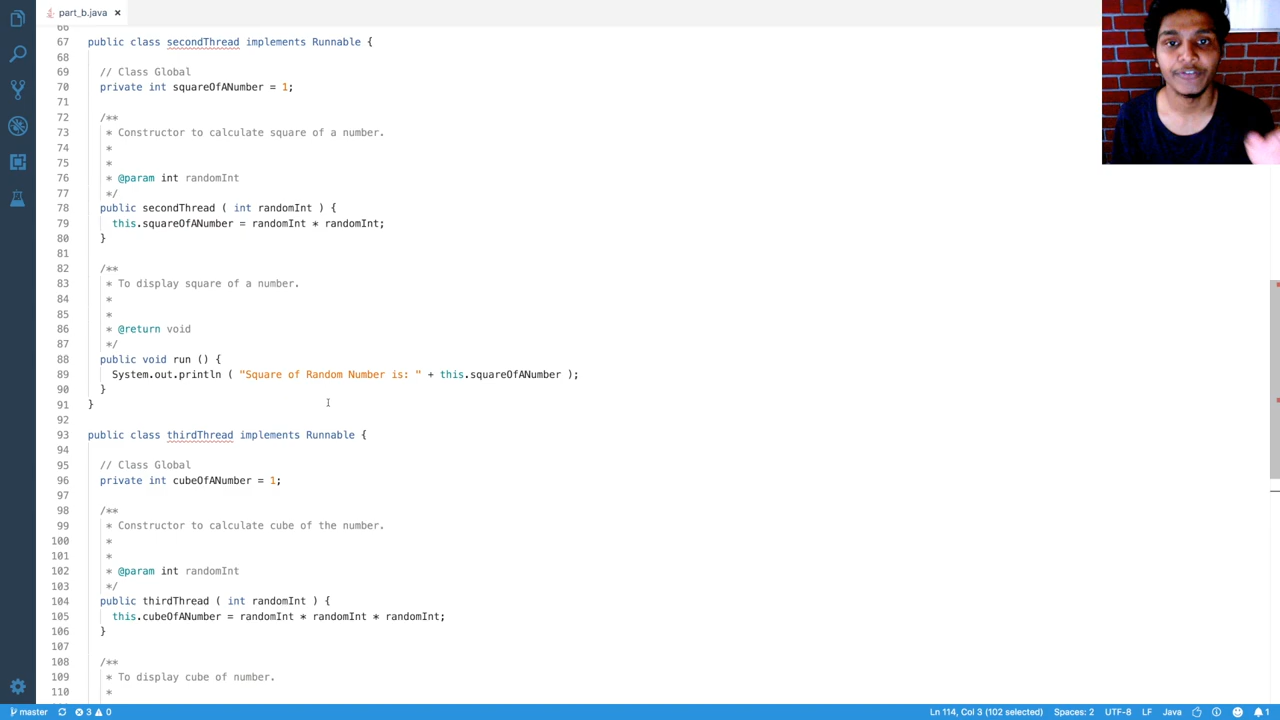 part_b.java ×
66
67 public class secondThread implements Runnable {
68
69 // Class Global
70 private int squareOfANumber = 1;
71
72 /**
73 * Constructor to calculate square of a number.
74 *
75 *
76 * @param int randomInt
77 */
78 public secondThread ( int randomInt ) {
79 this.squareOfANumber = randomInt * randomInt;
80 }
81
82 /**
83 * To display square of a number.
84 *
85 *
86 * @return void
87 */
88 public void run () {
89 System.out.println ( "Square of Random Number is: " + this.squareOfANumber );
90 }
91 }
92
93 public class thirdThread implements Runnable {
94
95 // Class Global
96 private int cubeOfANumber = 1;
97
98 /**
99 * Constructor to calculate cube of the number.
100 *
101 *
102 * @param int randomInt
103 */
104 public thirdThread ( int randomInt ) {
105 this.cubeOfANumber = randomInt * randomInt * randomInt;
106 }
107
108 /**
109 * To display cube of number.
110 *
master 3 0 Ln 114, Col 3 (102 selected) Spaces: 2 UTF-8 LF Java 1